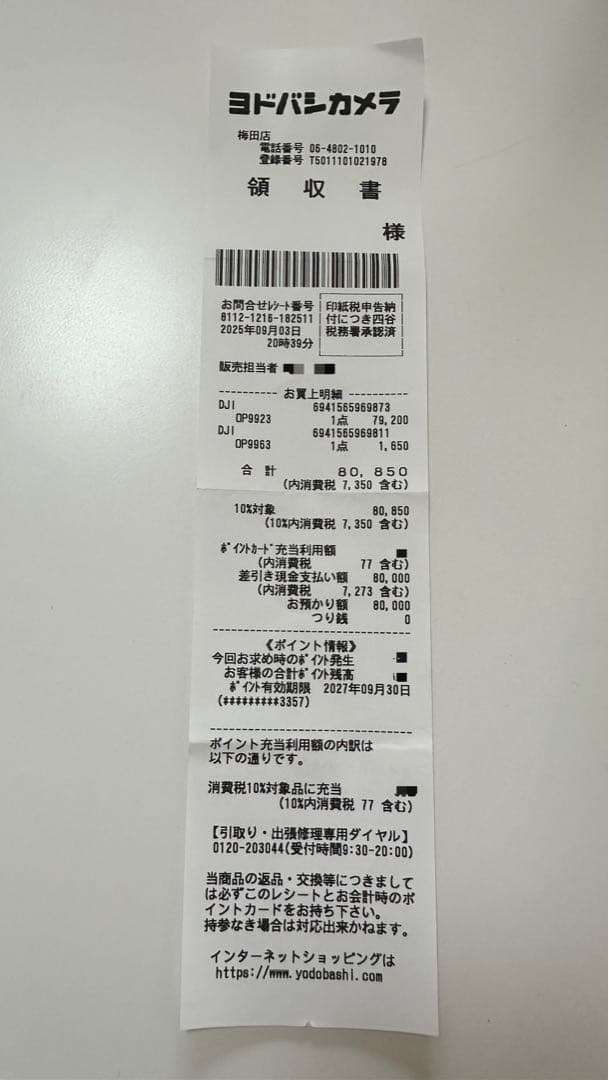 ヨドバシカメラ
梅田店
電話番号 06-4802-1010
登録番号 T5011101021978
領 収 書
様
お問合せﾚｼｰﾄ番号
8112-1216-182511
2025年09月03日
20時39分
印紙税申告納
付につき四谷
税務署承認済
販売担当者
---------- お買上明細 ----------
DJI 6941565969873
OP9923 1点 79,200
DJI 6941565969811
OP9963 1点 1,650
合 計 80,850
(内消費税 7,350 含む)
10%対象 80,850
(10%内消費税 7,350 含む)
ﾎﾟｲﾝﾄｶｰﾄﾞ充当利用額
(内消費税 77 含む)
差引き現金支払い額 80,000
(内消費税 7,273 含む)
お預かり額 80,000
つり銭 0
《ポイント情報》
今回お求め時のﾎﾟｲﾝﾄ発生
お客様の合計ﾎﾟｲﾝﾄ残高
ﾎﾟｲﾝﾄ有効期限 2027年09月30日
(*********3357)
ポイント充当利用額の内訳は
以下の通りです。
消費税10%対象品に充当
(10%内消費税 77 含む)
【引取り・出張修理専用ダイヤル】
0120-203044(受付時間9:30-20:00)
当商品の返品・交換等につきまして
は必ずこのレシートとお会計時のポ
イントカードをお持ち下さい。
持参なき場合は対応出来かねます。
インターネットショッピングは
https://www.yodobashi.com